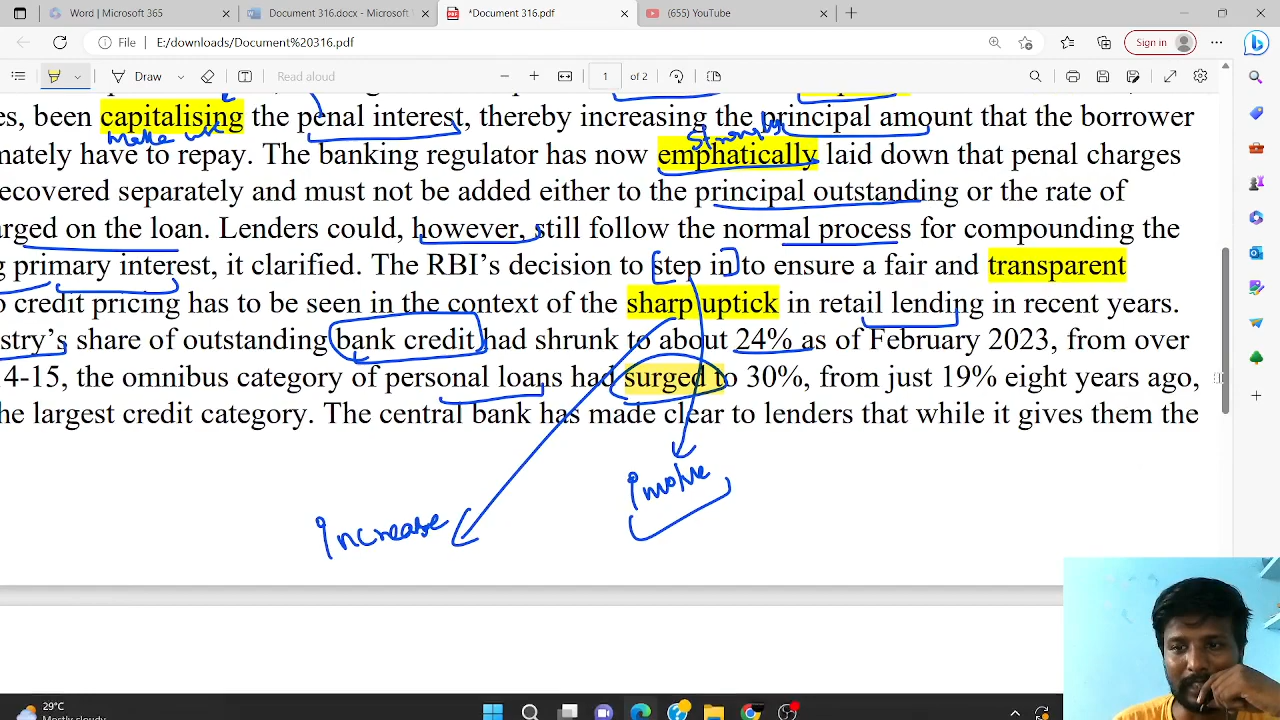 Word | Microsoft 365
Document 316.docx - Microsoft
*Document 316.pdf
(655) YouTube
File
E:/downloads/Document%20316.pdf
Sign in
Draw
Read aloud
1 of 2
es, been capitalising the penal interest, thereby increasing the principal amount that the borrower
make use
strongly
mately have to repay. The banking regulator has now emphatically laid down that penal charges
recovered separately and must not be added either to the principal outstanding or the rate of
rged on the loan. Lenders could, however, still follow the normal process for compounding the
g primary interest, it clarified. The RBI’s decision to step in to ensure a fair and transparent
o credit pricing has to be seen in the context of the sharp uptick in retail lending in recent years.
stry’s share of outstanding bank credit had shrunk to about 24% as of February 2023, from over
4-15, the omnibus category of personal loans had surged to 30%, from just 19% eight years ago,
he largest credit category. The central bank has made clear to lenders that while it gives them the
involve
increase
29°C
Mostly cloudy